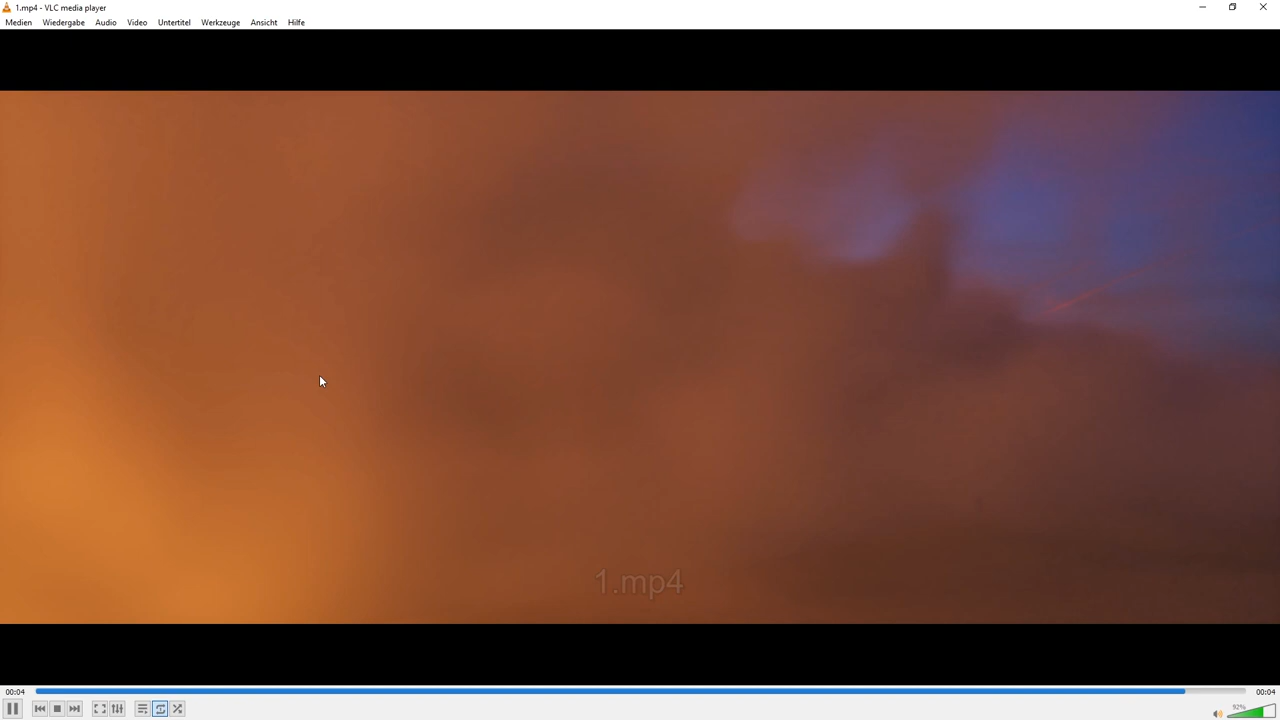 1.mp4 - VLC media player
Medien Wiedergabe Audio Video Untertitel Werkzeuge Ansicht Hilfe
1.mp4
00:04 00:04
92%